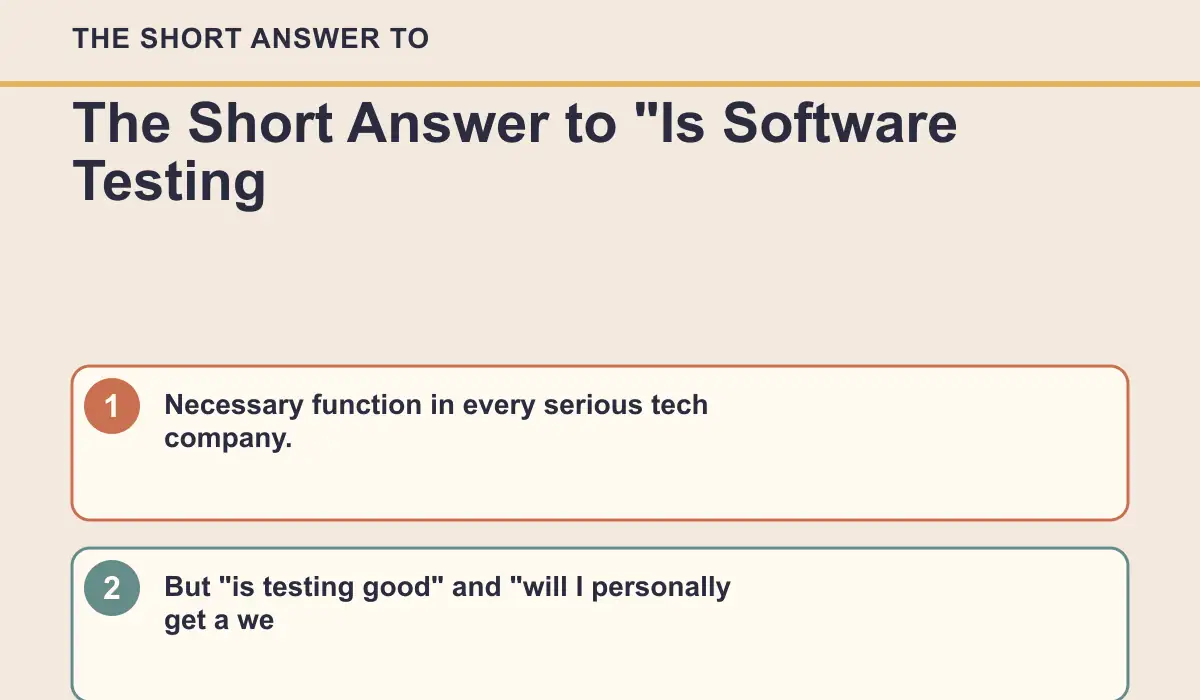 THE SHORT ANSWER TO
The Short Answer to "Is Software
Testing
1
Necessary function in every serious tech
company.
2
But "is testing good" and "will I personally
get a we